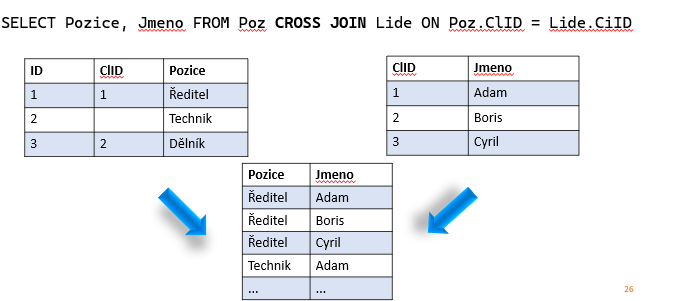 SELECT Pozice, Jmeno FROM Poz CROSS JOIN Lide ON Poz.ClID = Lide.CiID
ID ClID Pozice
1 1 Ředitel
2 Technik
3 2 Dělník
ClID Jmeno
1 Adam
2 Boris
3 Cyril
Pozice Jmeno
Ředitel Adam
Ředitel Boris
Ředitel Cyril
Technik Adam
... ...
26